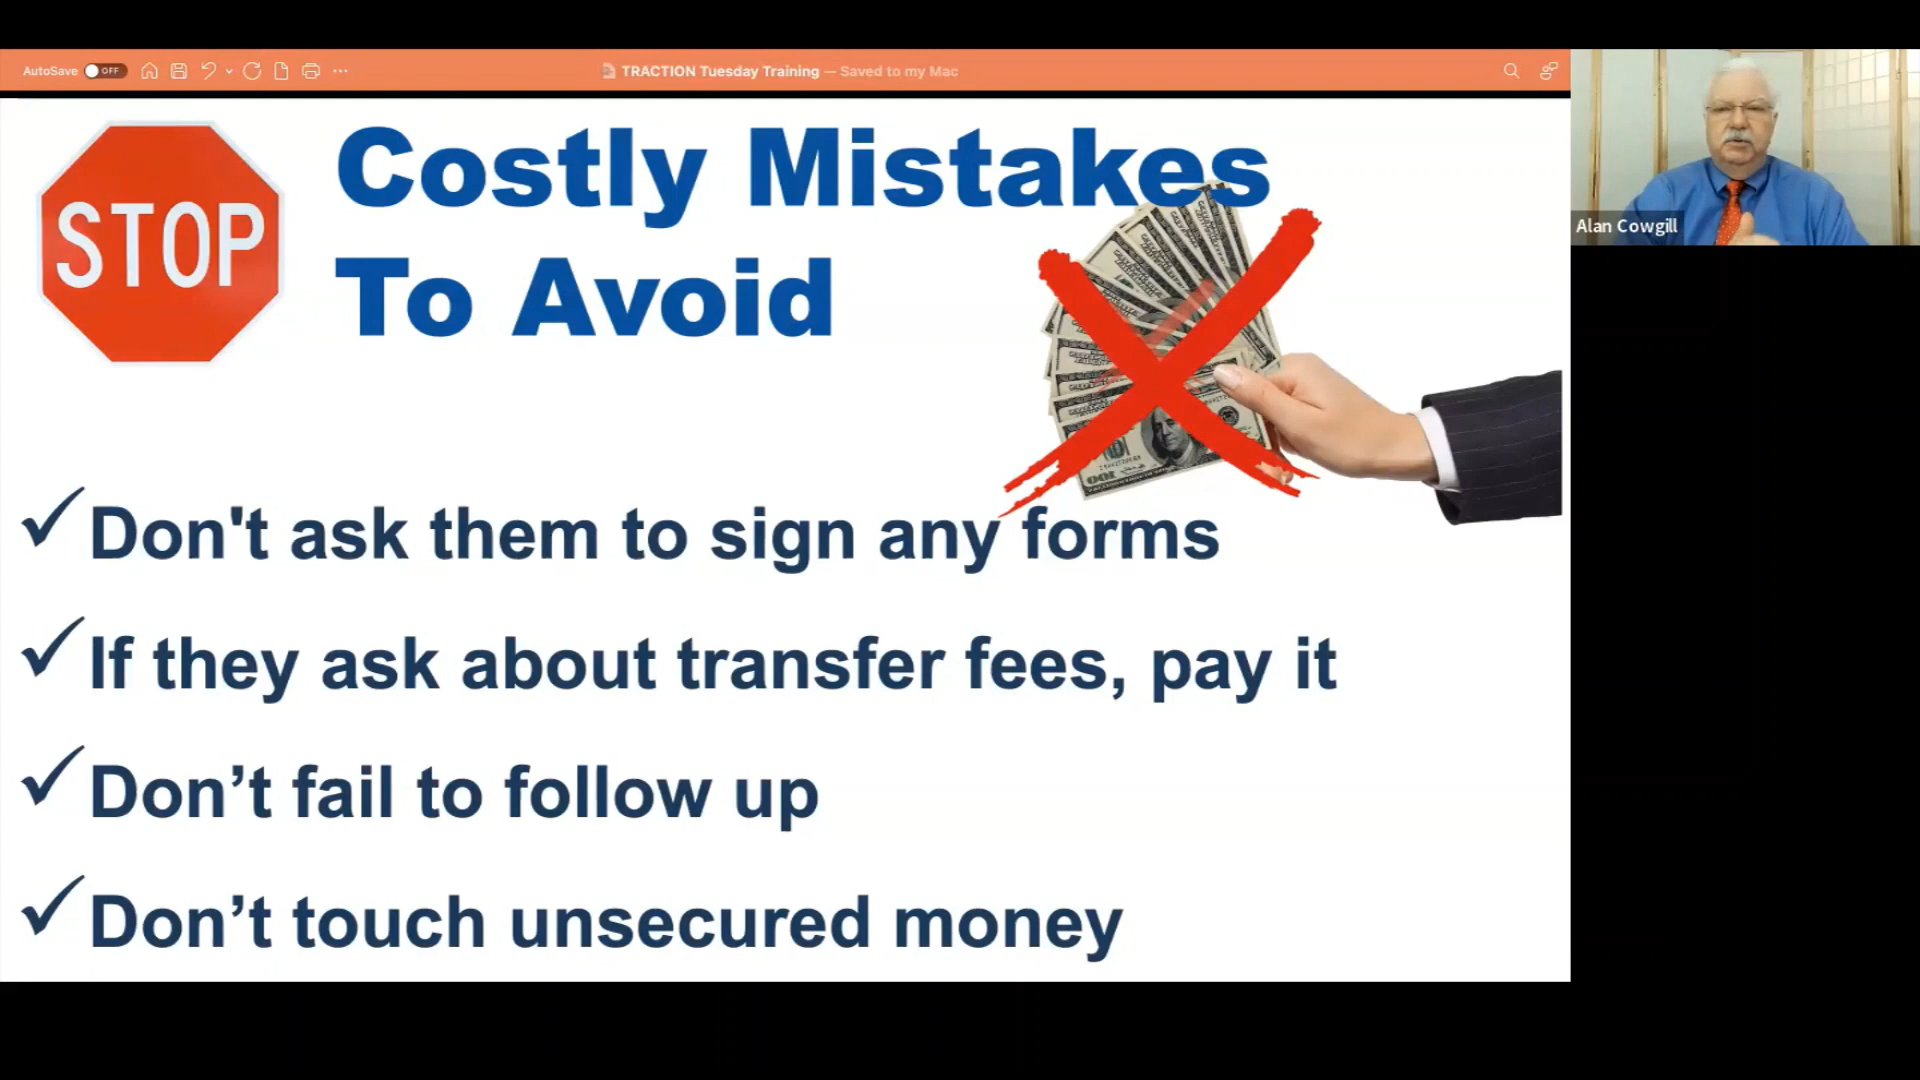 AutoSave OFF
TRACTION Tuesday Training — Saved to my Mac
STOP
Costly Mistakes
To Avoid
100
Don't ask them to sign any forms
If they ask about transfer fees, pay it
Don’t fail to follow up
Don’t touch unsecured money
Alan Cowgill